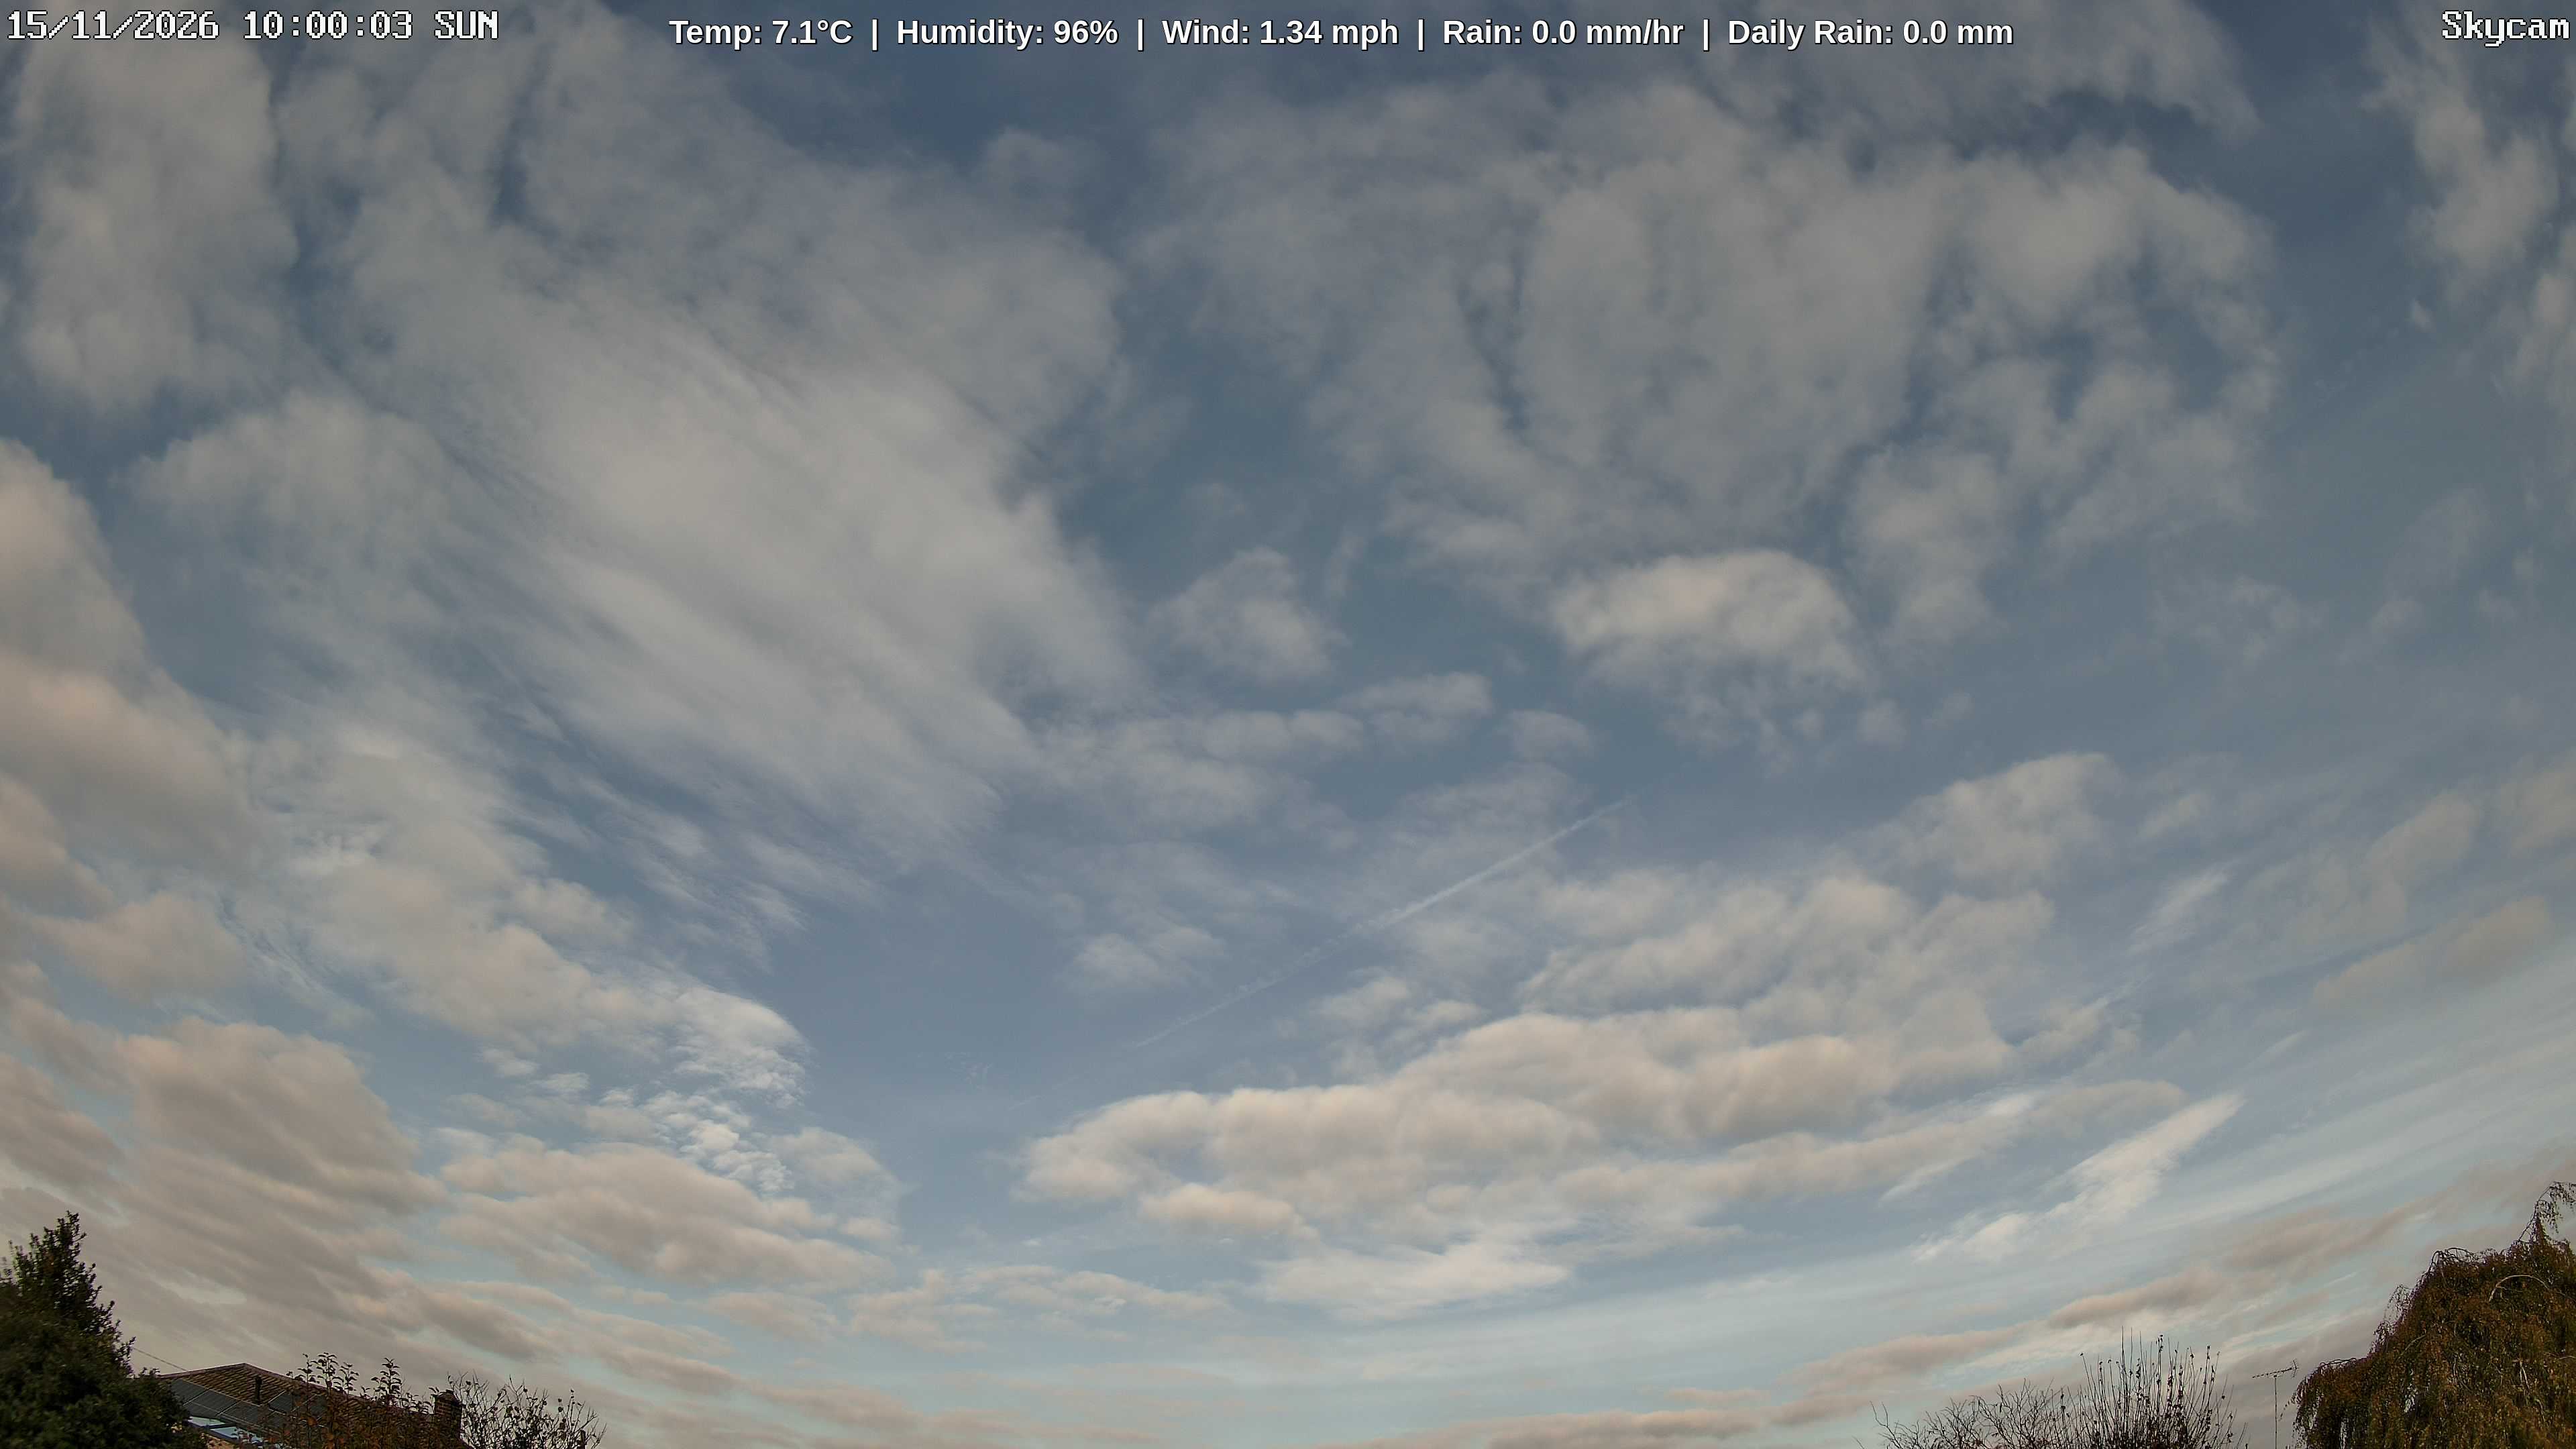 15/11/2026 10:00:03 SUN
Temp: 7.1°C | Humidity: 96% | Wind: 1.34 mph | Rain: 0.0 mm/hr | Daily Rain: 0.0 mm
Skycam